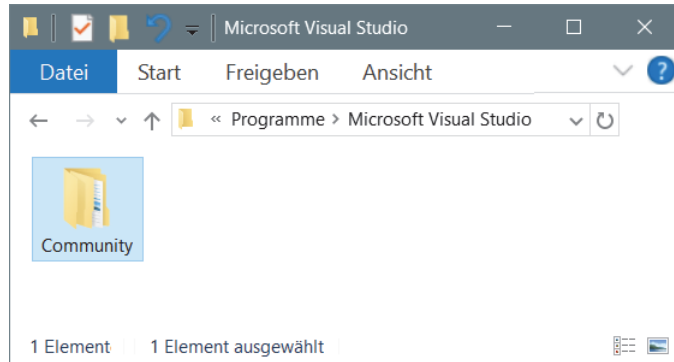 Microsoft Visual Studio
Datei Start Freigeben Ansicht ?
« Programme > Microsoft Visual Studio
Community
1 Element 1 Element ausgewählt